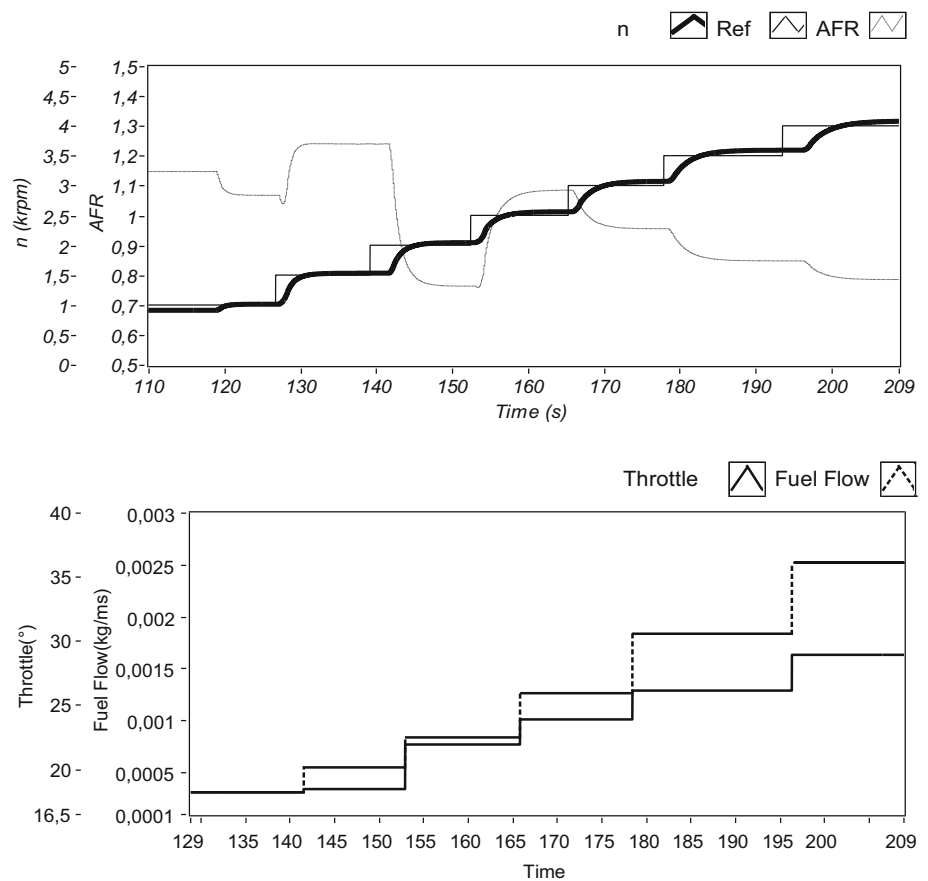 n Ref AFR
5- 1,5-
4,5- 1,4-
4- 1,3-
3,5- 1,2-
3- 1,1-
2,5- 1-
2- 0,9-
1,5- 0,8-
1- 0,7-
0,5- 0,6-
0- 0,5-
n (krpm)
AFR
110 120 130 140 150 160 170 180 190 200 209
Time (s)
Throttle Fuel Flow
40- 0,003
35- 0,0025
0,002
30- 0,0015
25- 0,001
20- 0,0005
16,5- 0,0001
Throttle(°)
Fuel Flow(kg/ms)
129 135 140 145 150 155 160 165 170 175 180 185 190 195 200 209
Time